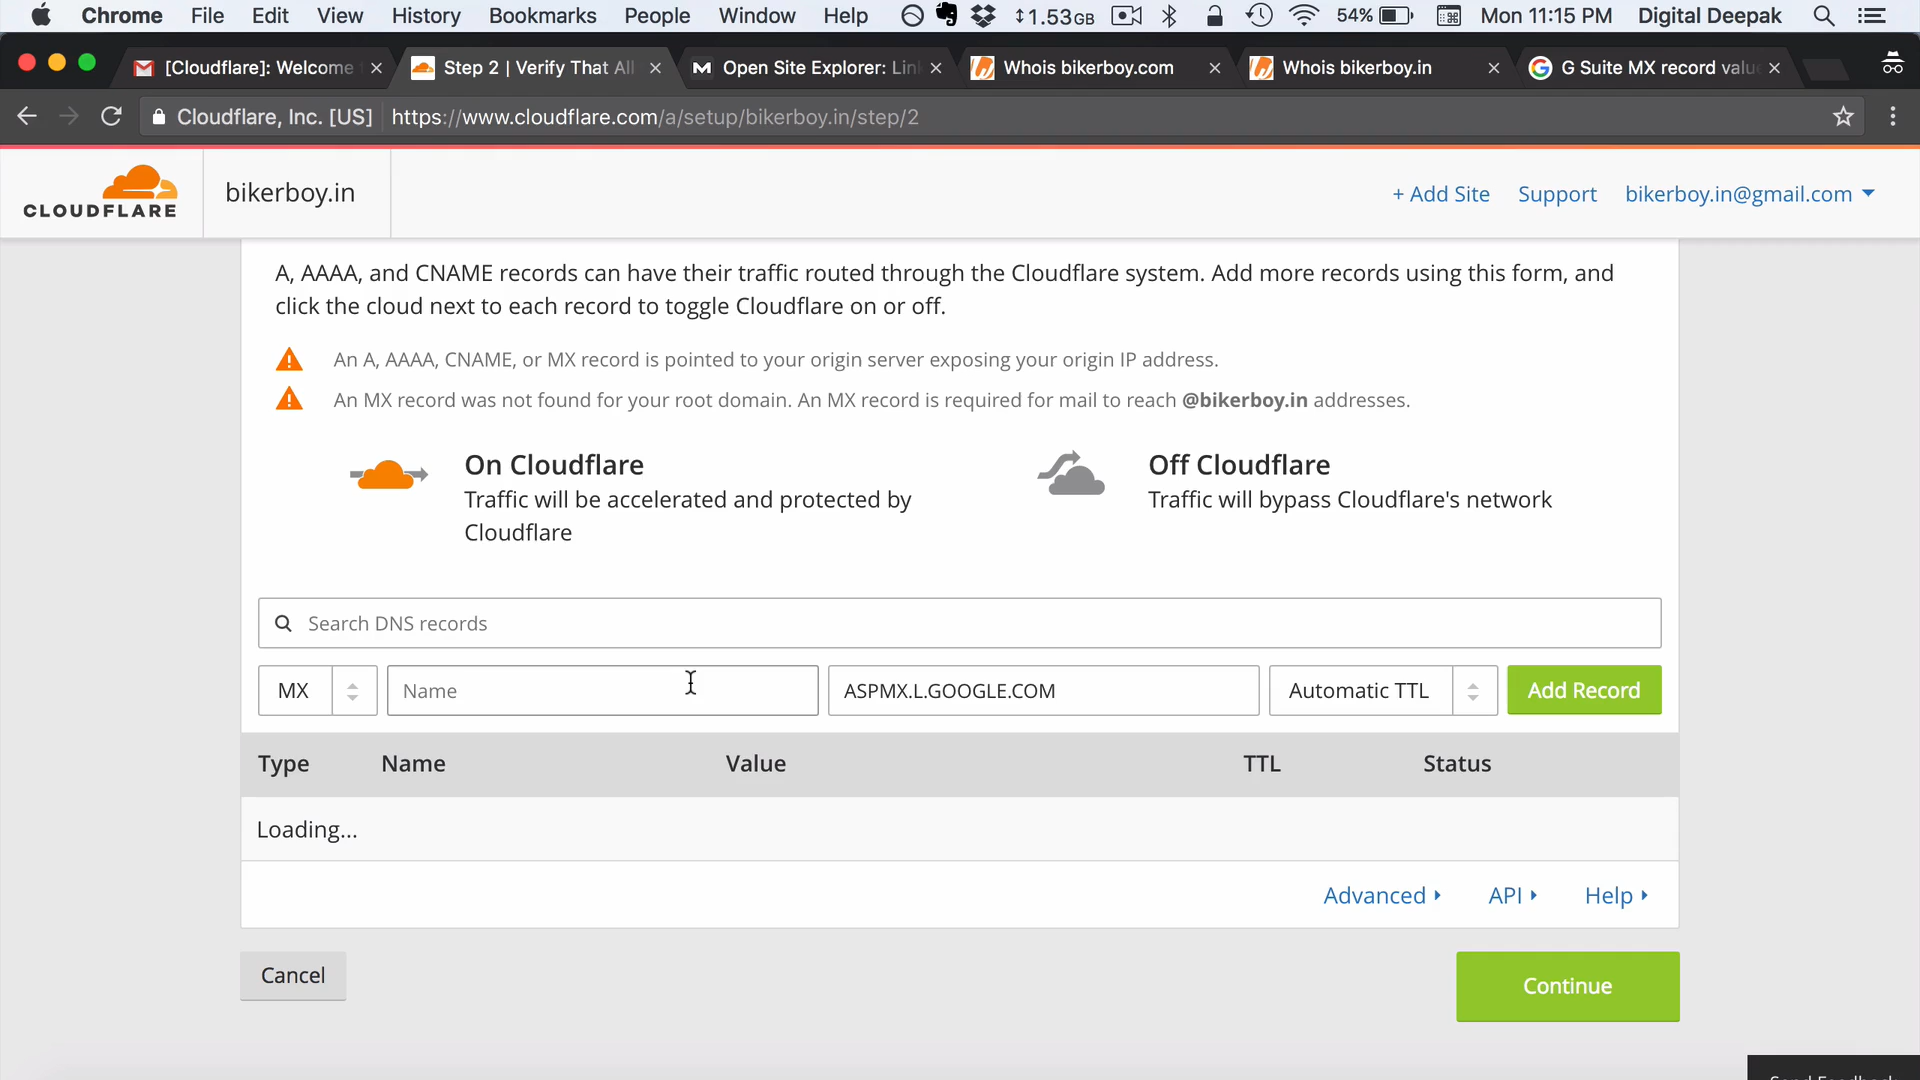 Chrome File Edit View History Bookmarks People Window Help 1.53GB 54% Mon 11:15 PM Digital Deepak
[Cloudflare]: Welcome Step 2 | Verify That All Open Site Explorer: Link Whois bikerboy.com Whois bikerboy.in G Suite MX record value
Cloudflare, Inc. [US] https://www.cloudflare.com/a/setup/bikerboy.in/step/2
CLOUDFLARE bikerboy.in + Add Site Support bikerboy.in@gmail.com
A, AAAA, and CNAME records can have their traffic routed through the Cloudflare system. Add more records using this form, and
click the cloud next to each record to toggle Cloudflare on or off.
An A, AAAA, CNAME, or MX record is pointed to your origin server exposing your origin IP address.
An MX record was not found for your root domain. An MX record is required for mail to reach @bikerboy.in addresses.
On Cloudflare Off Cloudflare
Traffic will be accelerated and protected by Traffic will bypass Cloudflare's network
Cloudflare
Search DNS records
MX Name ASPMX.L.GOOGLE.COM Automatic TTL Add Record
Type Name Value TTL Status
Loading...
Advanced API Help
Cancel Continue